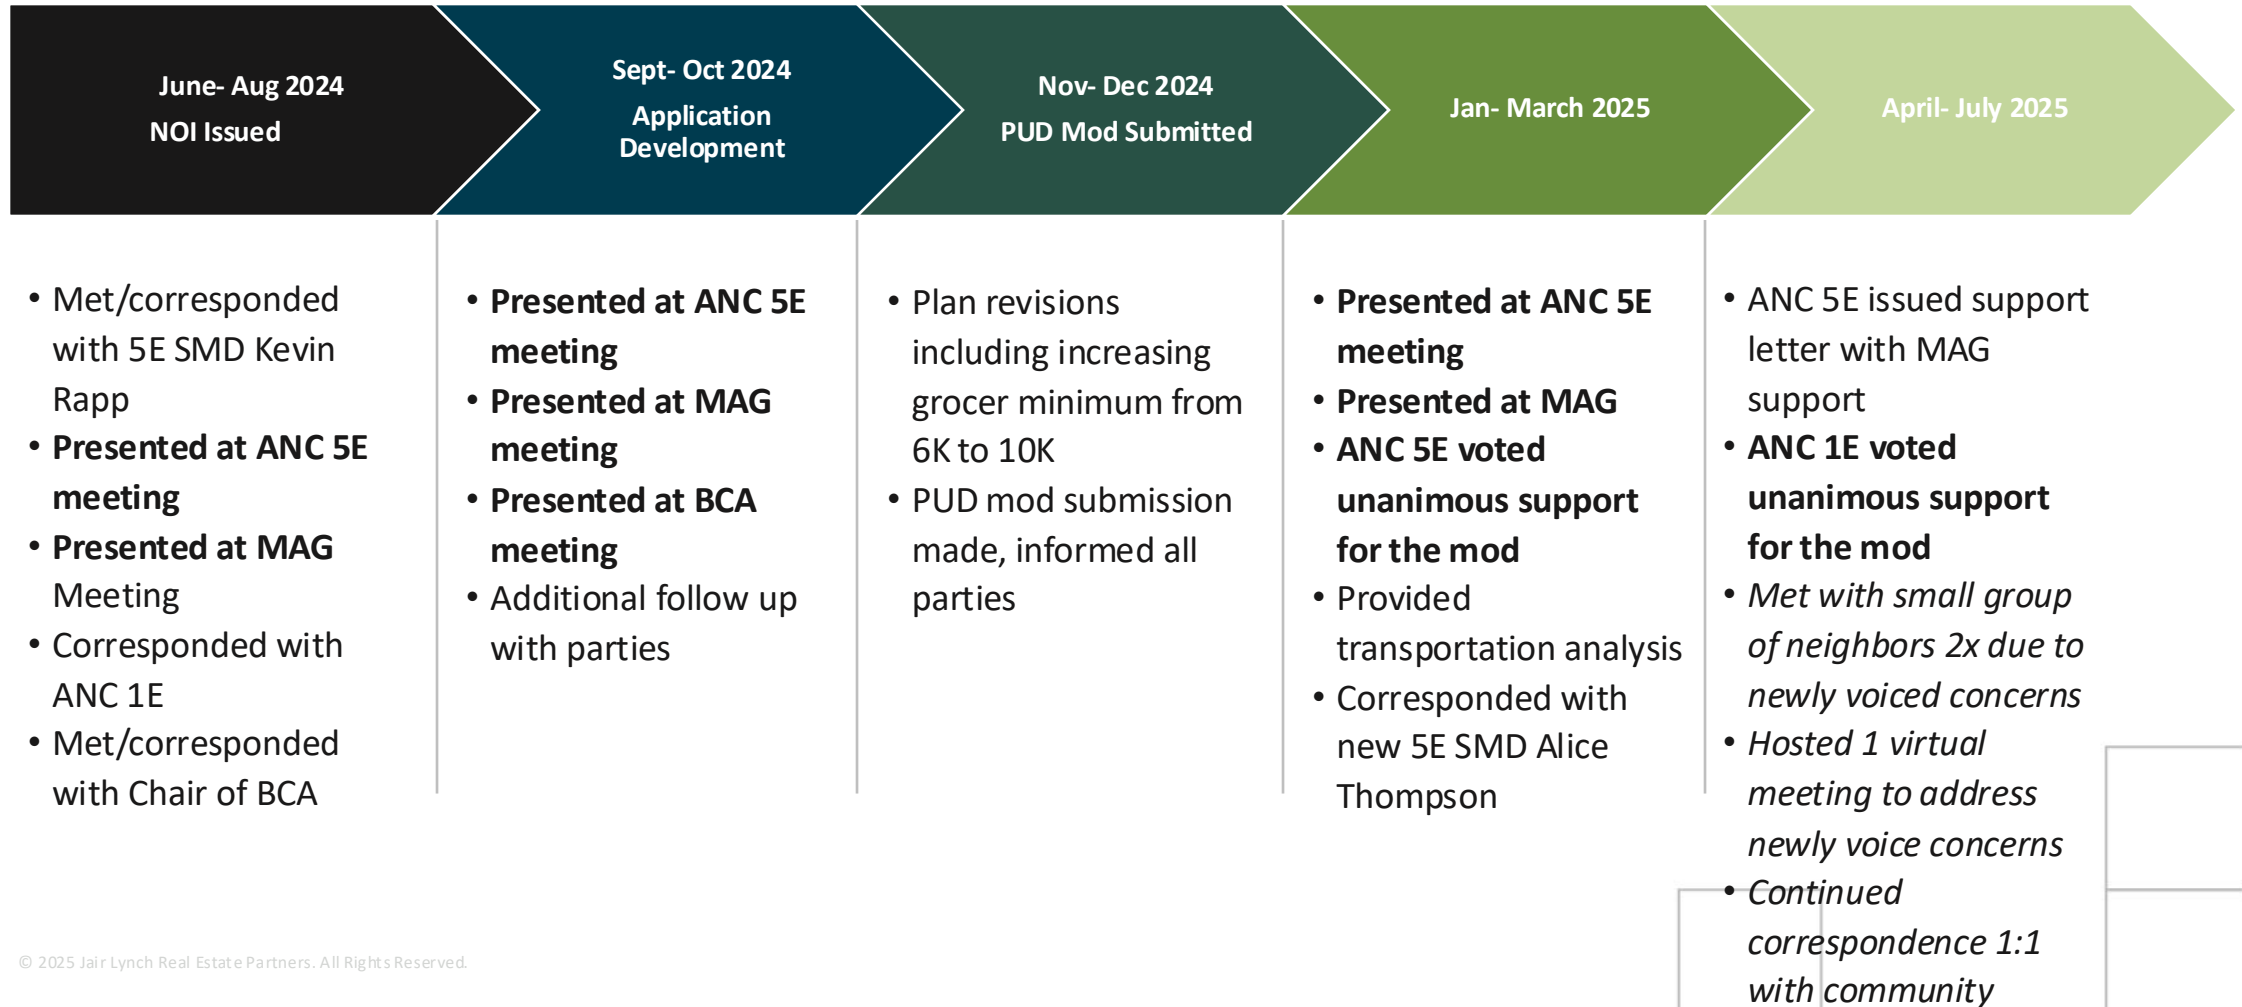 June- Aug 2024
NOI Issued
Sept- Oct 2024
Application
Development
Nov- Dec 2024
PUD Mod Submitted
Jan- March 2025
April- July 2025
• Met/corresponded
with 5E SMD Kevin
Rapp
• Presented at ANC 5E
meeting
• Presented at MAG
Meeting
• Corresponded with
ANC 1E
• Met/corresponded
with Chair of BCA
• Presented at ANC 5E
meeting
• Presented at MAG
meeting
• Presented at BCA
meeting
• Additional follow up
with parties
• Plan revisions
including increasing
grocer minimum from
6K to 10K
• PUD mod submission
made, informed all
parties
• Presented at ANC 5E
meeting
• Presented at MAG
• ANC 5E voted
unanimous support
for the mod
• Provided
transportation analysis
• Corresponded with
new 5E SMD Alice
Thompson
• ANC 5E issued support
letter with MAG
support
• ANC 1E voted
unanimous support
for the mod
• Met with small group
of neighbors 2x due to
newly voiced concerns
• Hosted 1 virtual
meeting to address
newly voice concerns
• Continued
correspondence 1:1
with community
© 2025 Jair Lynch Real Estate Partners. All Rights Reserved.